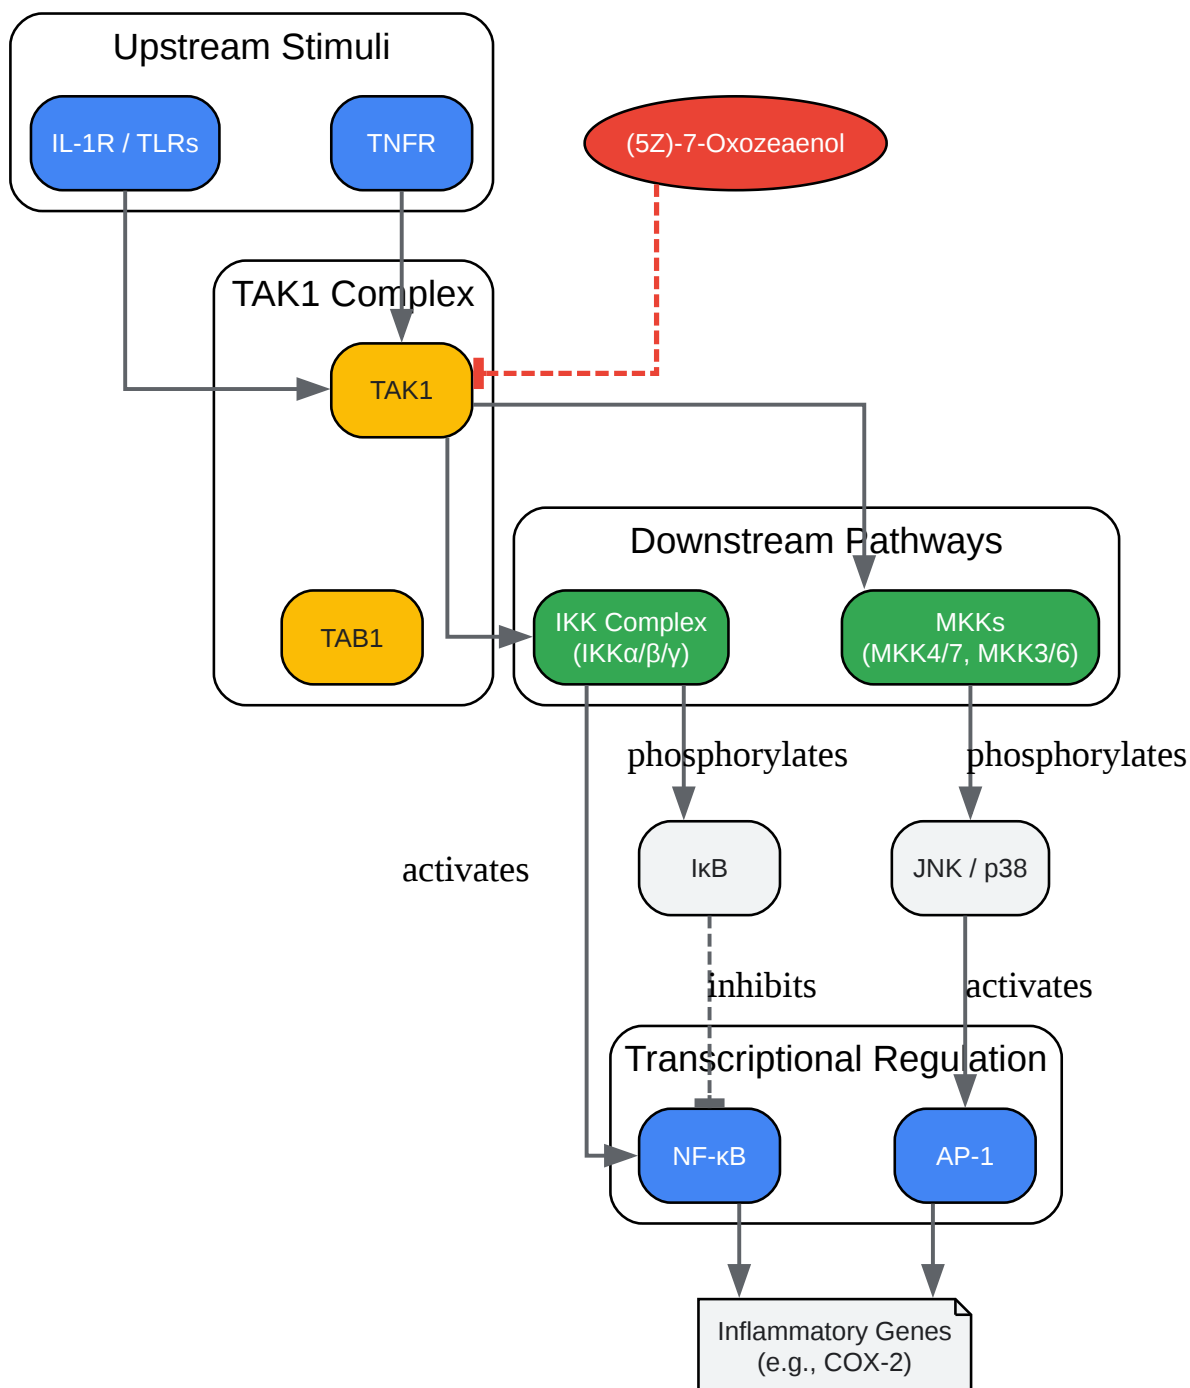 Upstream Stimuli
IL-1R / TLRs
TNFR
(5Z)-7-Oxozeaenol
TAK1 Complex
TAK1
Downstream Pathways
TAB1
IKK Complex
(IKKα/β/γ)
MKKs
(MKK4/7, MKK3/6)
phosphorylates
phosphorylates
activates
IκB
JNK / p38
inhibits
activates
Transcriptional Regulation
NF-κB
AP-1
Inflammatory Genes
(e.g., COX-2)